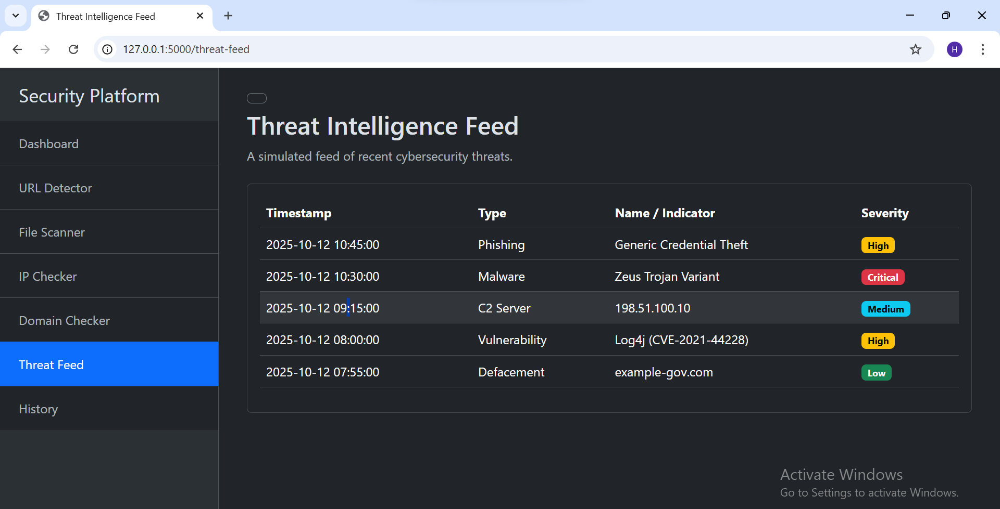 Threat Intelligence Feed
127.0.0.1:5000/threat-feed
H
Security Platform
Dashboard
URL Detector
File Scanner
IP Checker
Domain Checker
Threat Feed
History
Threat Intelligence Feed
A simulated feed of recent cybersecurity threats.
Timestamp Type Name / Indicator Severity
2025-10-12 10:45:00 Phishing Generic Credential Theft High
2025-10-12 10:30:00 Malware Zeus Trojan Variant Critical
2025-10-12 09:15:00 C2 Server 198.51.100.10 Medium
2025-10-12 08:00:00 Vulnerability Log4j (CVE-2021-44228) High
2025-10-12 07:55:00 Defacement example-gov.com Low
Activate Windows
Go to Settings to activate Windows.